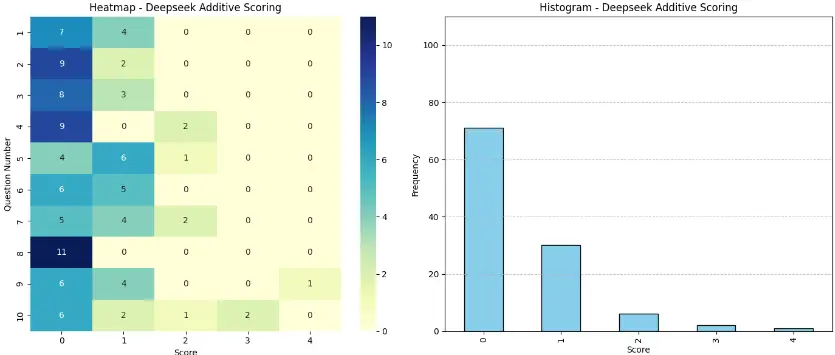 Heatmap - Deepseek Additive Scoring
Question Number
1 7 4 0 0 0
2 9 2 0 0 0
3 8 3 0 0 0
4 9 0 2 0 0
5 4 6 1 0 0
6 6 5 0 0 0
7 5 4 2 0 0
8 11 0 0 0 0
9 6 4 0 0 1
10 6 2 1 2 0
0 1 2 3 4
Score
10
8
6
4
2
0
Histogram - Deepseek Additive Scoring
Frequency
100
80
60
40
20
0
0 1 2 3 4
Score